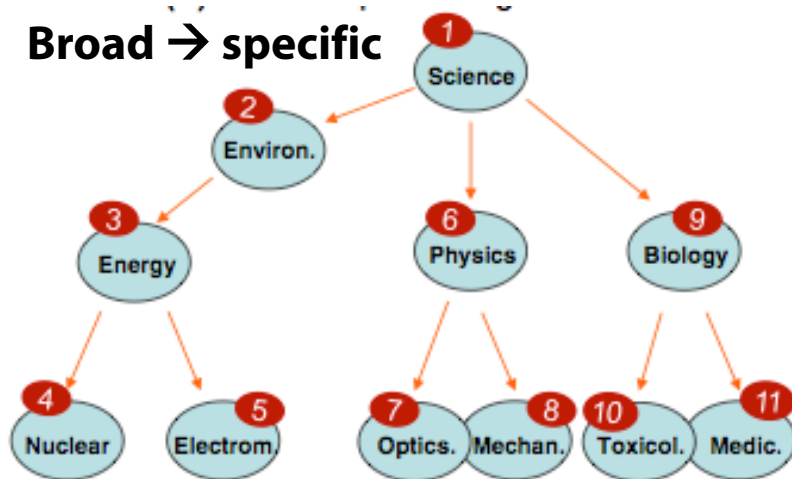 Broad → specific
1
Science
2
Environ.
3
Energy
6
Physics
9
Biology
4
Nuclear
5
Electrom.
7
Optics.
8
Mechan.
10
Toxicol.
11
Medic.